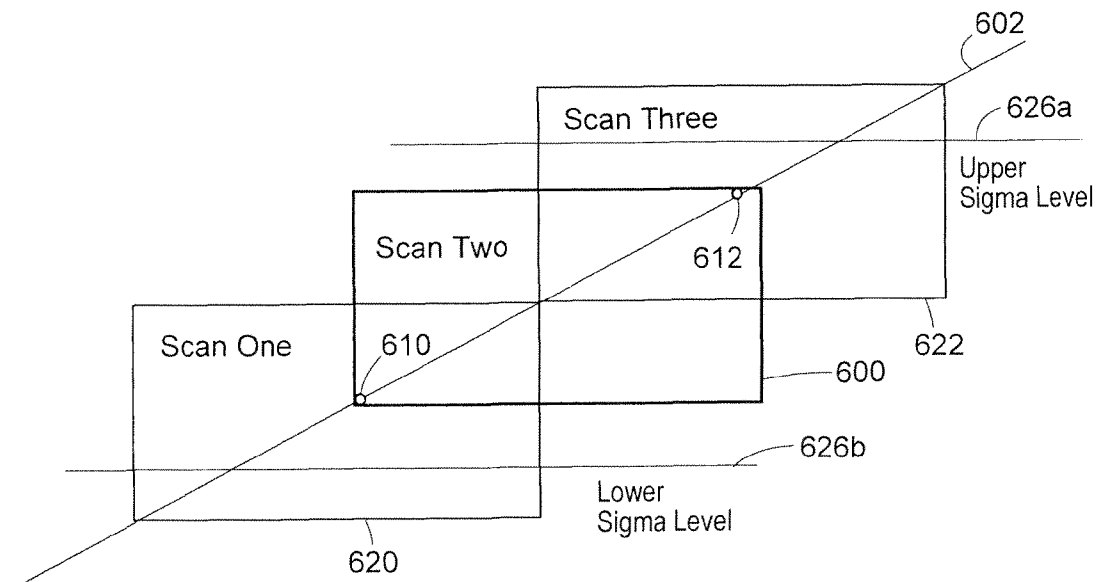 602
626a
Scan Three
Upper
Sigma Level
Scan Two
612
Scan One
610
622
600
626b
Lower
Sigma Level
620